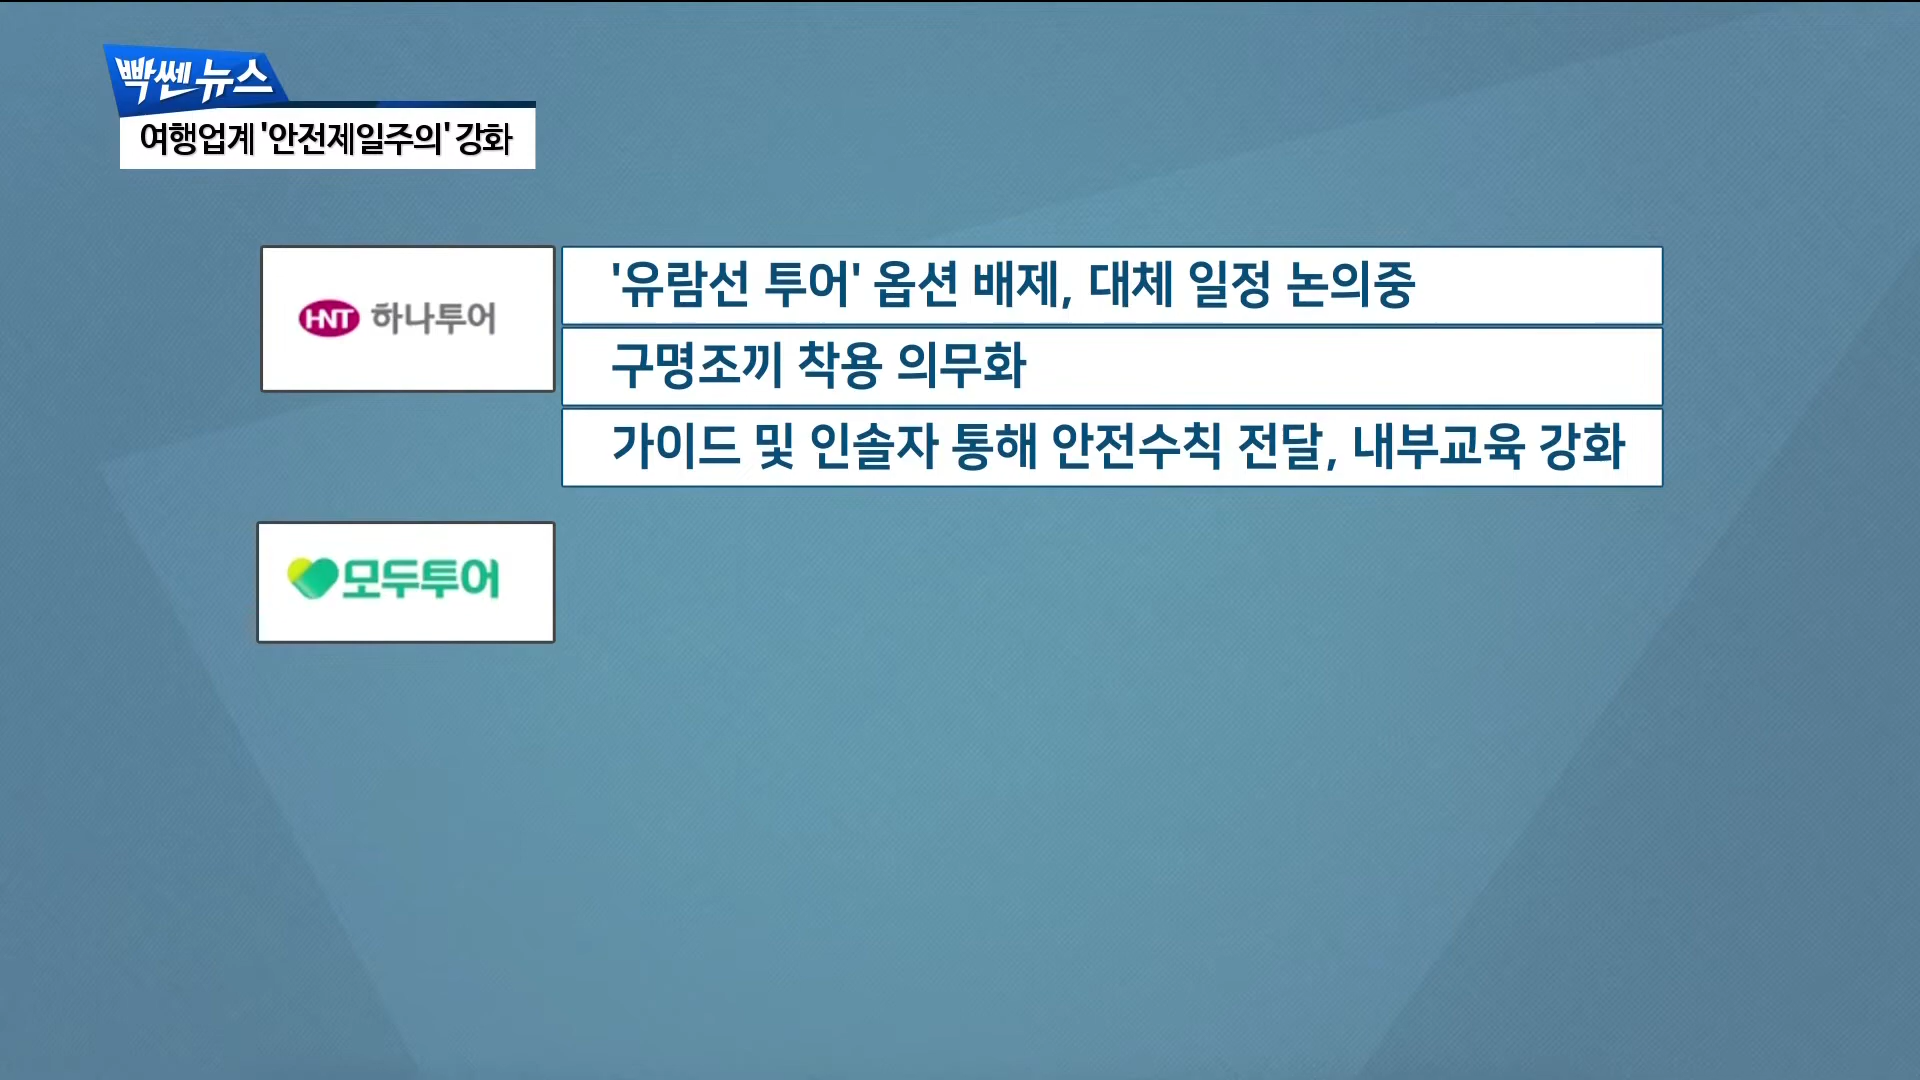 빡쎈뉴스
여행업계 '안전제일주의' 강화
HNT 하나투어
'유람선 투어' 옵션 배제, 대체 일정 논의중
구명조끼 착용 의무화
가이드 및 인솔자 통해 안전수칙 전달, 내부교육 강화
모두투어